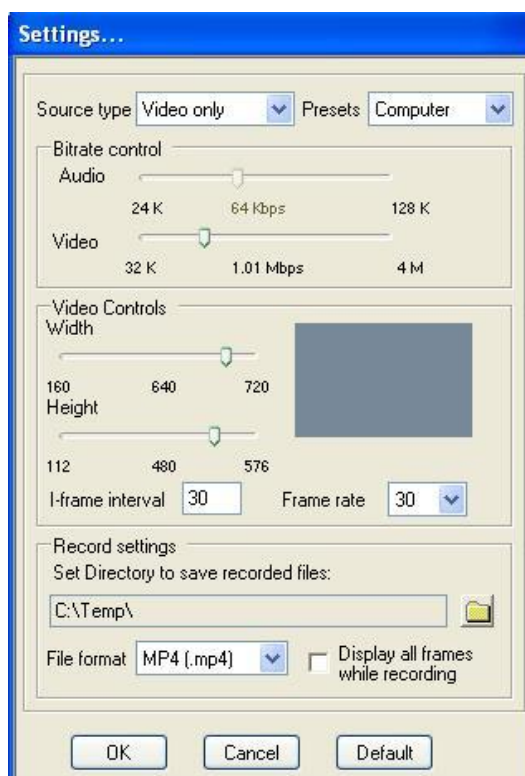 Settings...
Source type Video only Presets Computer
Bitrate control
Audio
24 K 64 Kbps 128 K
Video
32 K 1.01 Mbps 4 M
Video Controls
Width
160 640 720
Height
112 480 576
I-frame interval 30 Frame rate 30
Record settings
Set Directory to save recorded files:
C:\Temp\
File format MP4 (.mp4) Display all frames
while recording
OK Cancel Default